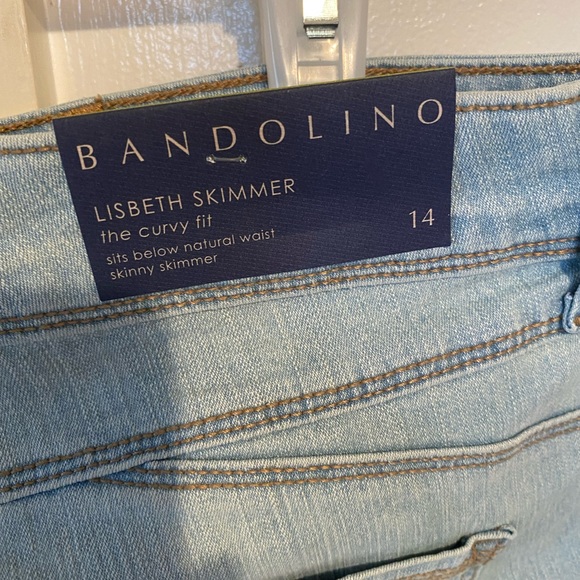 BANDOLINO
LISBETH SKIMMER
the curvy fit
14
sits below natural waist
skinny skimmer